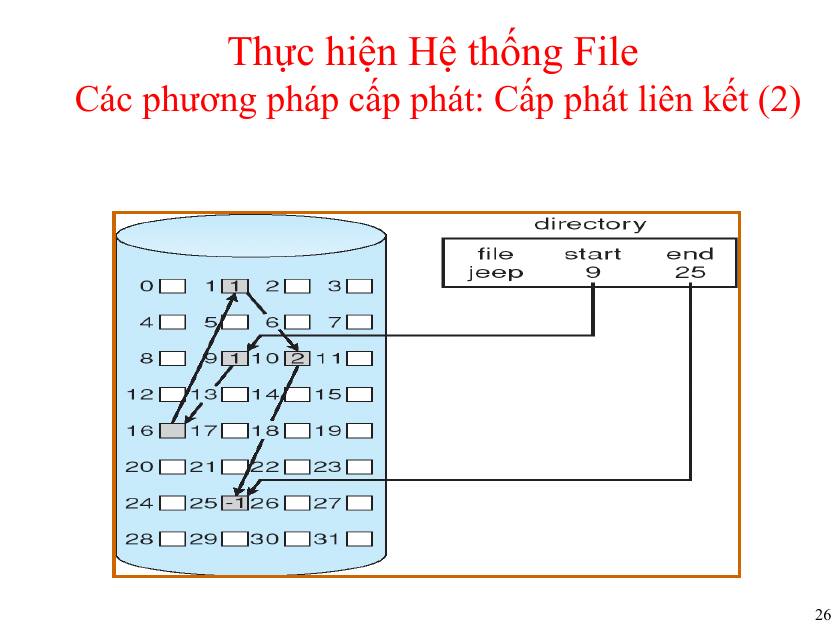 Thực hiện Hệ thống File
Các phương pháp cấp phát: Cấp phát liên kết (2)
directory
file start end
jeep 9 25
0 1 1 2 3
4 5 6 7
8 9 1 10 2 11
12 13 14 15
16 17 18 19
20 21 22 23
24 25 -1 26 27
28 29 30 31
26